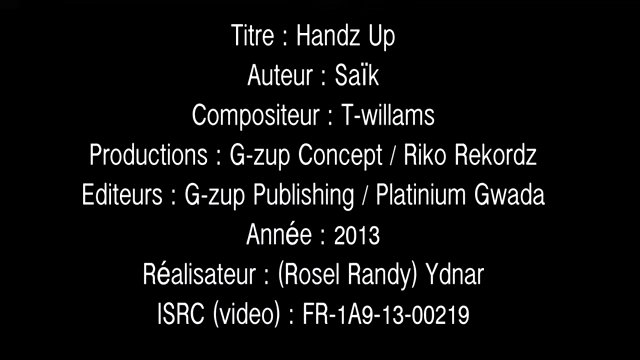 Titre : Handz Up
Auteur : Saïk
Compositeur : T-willams
Productions : G-zup Concept / Riko Rekordz
Editeurs : G-zup Publishing / Platinium Gwada
Année : 2013
Réalisateur : (Rosel Randy) Ydnar
ISRC (video) : FR-1A9-13-00219